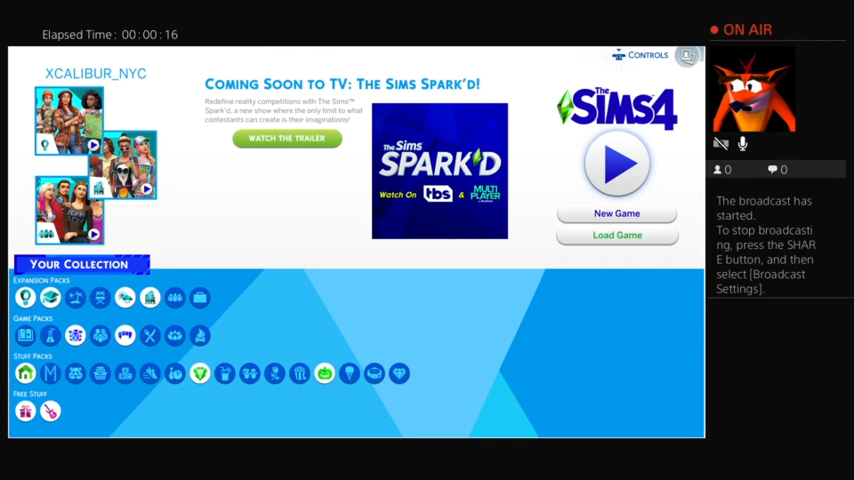 Elapsed Time : 00:00:16
ON AIR
CONTROLS
XCALIBUR_NYC
COMING SOON TO TV: THE SIMS SPARK'D!
Redefine reality competitions with The Sims™
Spark'd, a new show where the only limit to what
contestants can create is their imaginations!
WATCH THE TRAILER
The Sims
SPARK'D
Watch On tbs & MULTI
PLAYER
The
SIMS4
New Game
Load Game
0 0
The broadcast has
started.
To stop broadcasti
ng, press the SHAR
E button, and then
select [Broadcast
Settings].
YOUR COLLECTION
EXPANSION PACKS
GAME PACKS
STUFF PACKS
FREE STUFF